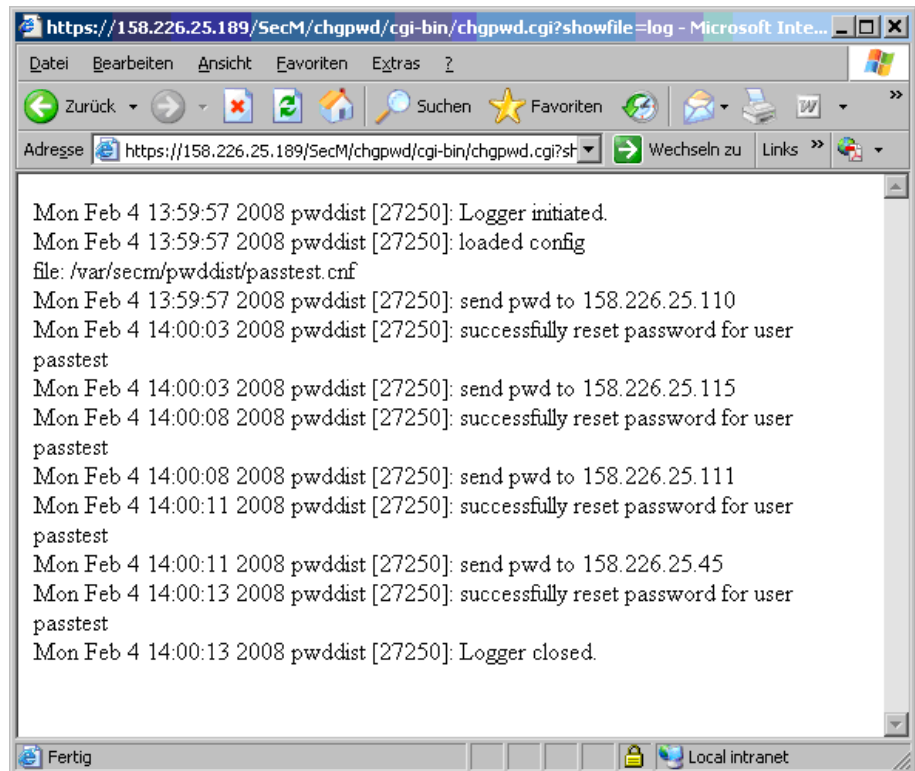 https://158.226.25.189/SecM/chgpwd/cgi-bin/chgpwd.cgi?showfile=log - Microsoft Inte...
Datei Bearbeiten Ansicht Favoriten Extras ?
Zurück Suchen Favoriten »
Adresse https://158.226.25.189/SecM/chgpwd/cgi-bin/chgpwd.cgi?sh Wechseln zu Links »
Mon Feb 4 13:59:57 2008 pwddist [27250]: Logger initiated.
Mon Feb 4 13:59:57 2008 pwddist [27250]: loaded config
file: /var/secm/pwddist/passtest.cnf
Mon Feb 4 13:59:57 2008 pwddist [27250]: send pwd to 158.226.25.110
Mon Feb 4 14:00:03 2008 pwddist [27250]: successfully reset password for user
passtest
Mon Feb 4 14:00:03 2008 pwddist [27250]: send pwd to 158.226.25.115
Mon Feb 4 14:00:08 2008 pwddist [27250]: successfully reset password for user
passtest
Mon Feb 4 14:00:08 2008 pwddist [27250]: send pwd to 158.226.25.111
Mon Feb 4 14:00:11 2008 pwddist [27250]: successfully reset password for user
passtest
Mon Feb 4 14:00:11 2008 pwddist [27250]: send pwd to 158.226.25.45
Mon Feb 4 14:00:13 2008 pwddist [27250]: successfully reset password for user
passtest
Mon Feb 4 14:00:13 2008 pwddist [27250]: Logger closed.
Fertig Local intranet